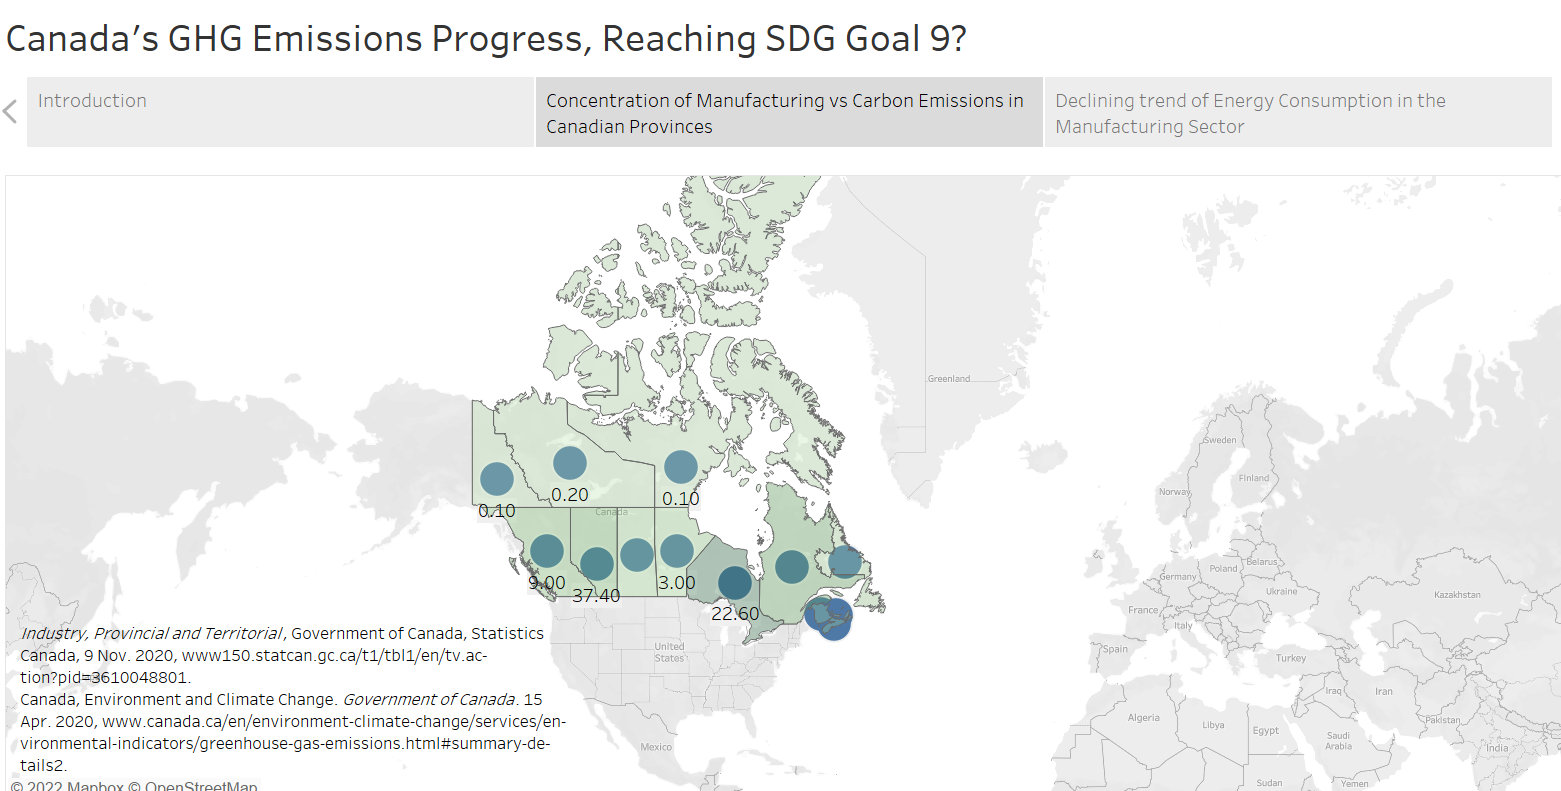 Canada's GHG Emissions Progress, Reaching SDG Goal 9?
Introduction
Concentration of Manufacturing vs Carbon Emissions in
Canadian Provinces
Declining trend of Energy Consumption in the
Manufacturing Sector
Greenland
Sweden
Finland
Norway
0.20
0.10
0.10
Canada
9.00
37.40
3.00
22.60
Belarus
Poland
Germany
Ukraine
Kazakhstan
France
Italy
Spain
Turkey
United
States
Iraq
Iran
Algeria
Libya
Egypt
Saudi
Arabia
Pakistan
India
Mexico
Sudan
Yemen
Industry, Provincial and Territorial, Government of Canada, Statistics
Canada, 9 Nov. 2020, www150.statcan.gc.ca/t1/tbl1/en/tv.ac-
tion?pid=3610048801.
Canada, Environment and Climate Change. Government of Canada. 15
Apr. 2020, www.canada.ca/en/environment-climate-change/services/en-
vironmental-indicators/greenhouse-gas-emissions.html#summary-de-
tails2.
© 2022 Mapbox © OpenStreetMap